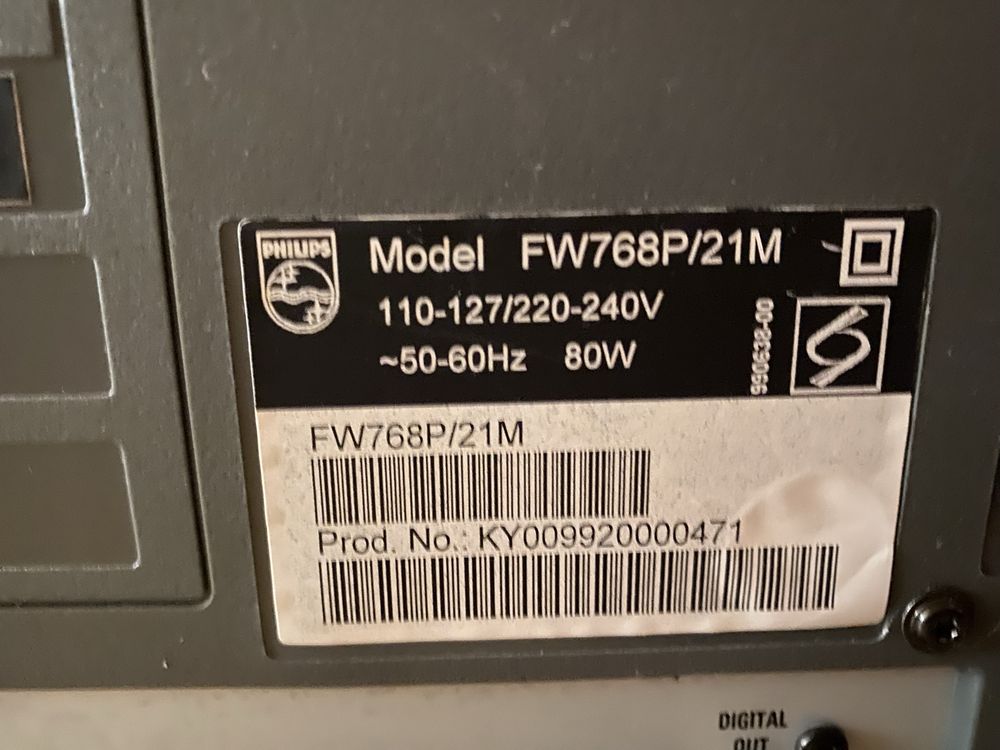 PHILIPS
Model FW768P/21M
110-127/220-240V
~50-60Hz 80W
990638-00
FW768P/21M
Prod. No.: KY009920000471
DIGITAL
OUT